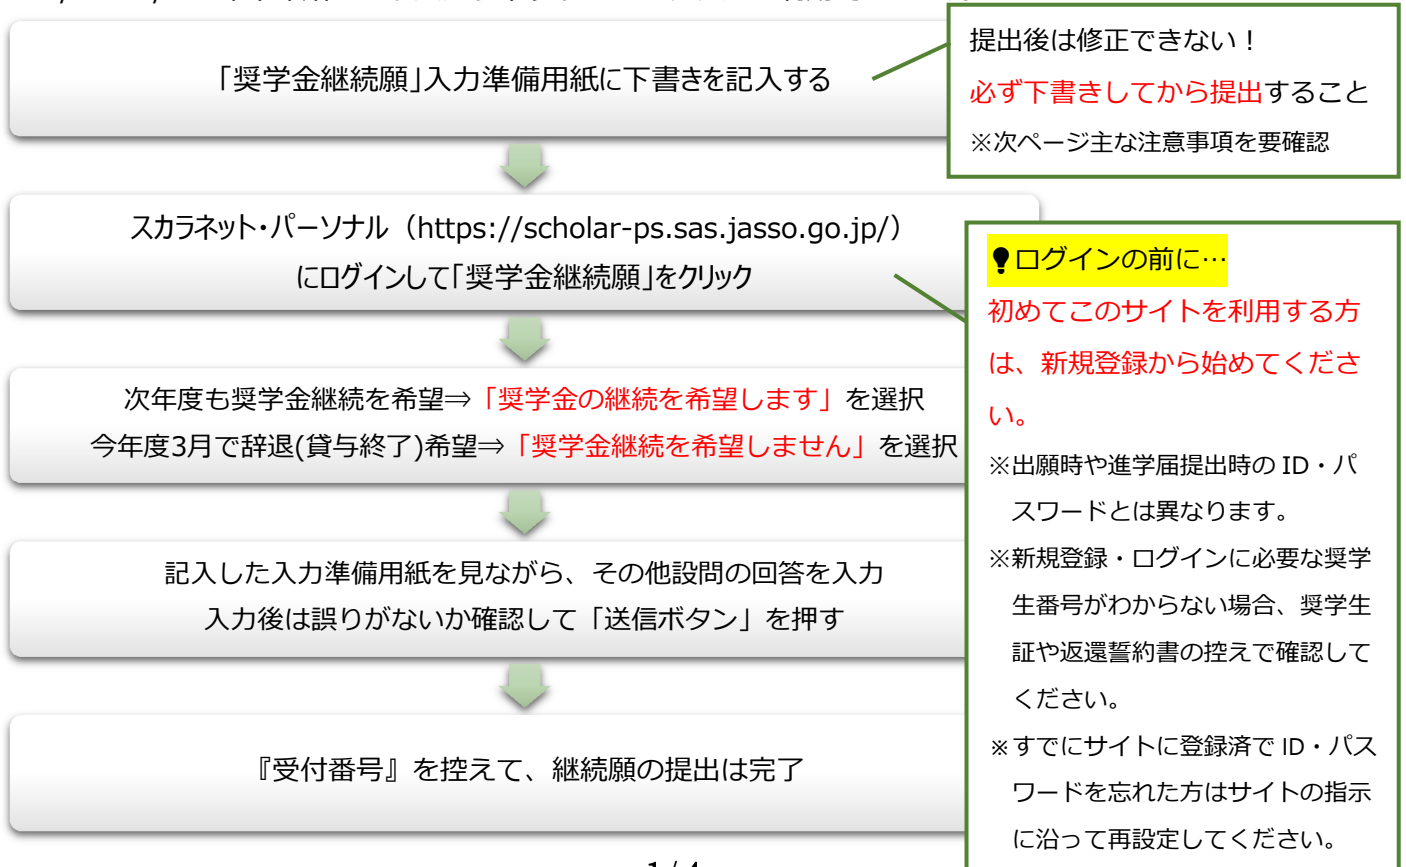 「奨学金継続願」入力準備用紙に下書きを記入する
提出後は修正できない！
必ず下書きしてから提出すること
※次ページ主な注意事項を要確認
スカラネット・パーソナル（https://scholar-ps.sas.jasso.go.jp/）
にログインして「奨学金継続願」をクリック
ログインの前に…
初めてこのサイトを利用する方
は、新規登録から始めてくださ
い。
※出願時や進学届提出時の ID・パ
スワードとは異なります。
※新規登録・ログインに必要な奨学
生番号がわからない場合、奨学生
証や返還誓約書の控えで確認して
ください。
※すでにサイトに登録済で ID・パス
ワードを忘れた方はサイトの指示
に沿って再設定してください。
次年度も奨学金継続を希望⇒「奨学金の継続を希望します」を選択
今年度3月で辞退(貸与終了)希望⇒「奨学金継続を希望しません」を選択
記入した入力準備用紙を見ながら、その他設問の回答を入力
入力後は誤りがないか確認して「送信ボタン」を押す
『受付番号』を控えて、継続願の提出は完了
1 / 4